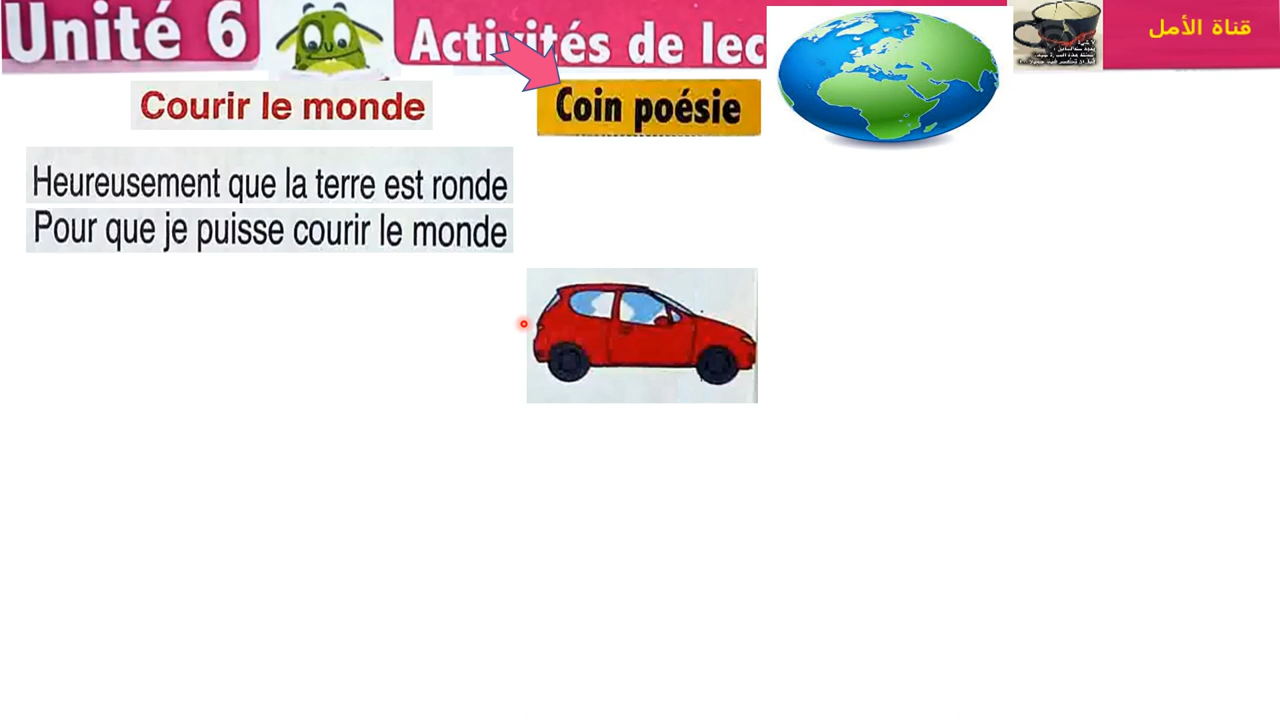 Unité 6
Activités de lec
قناة الأمل
Courir le monde
Coin poésie
Heureusement que la terre est ronde
Pour que je puisse courir le monde